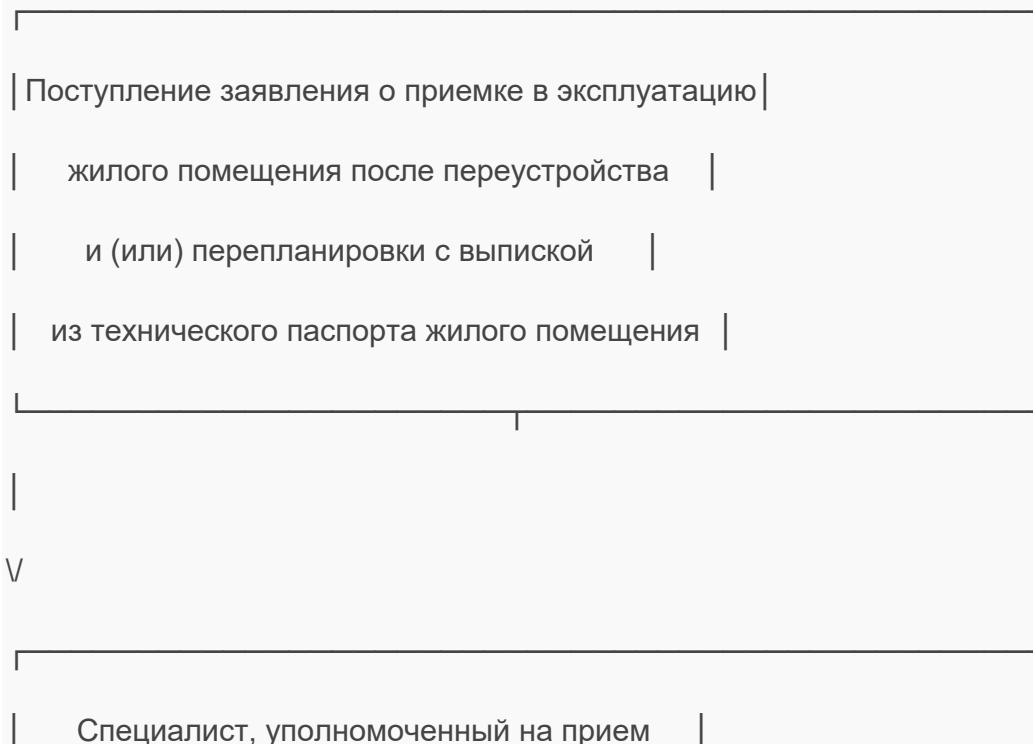 Поступление заявления о приемке в эксплуатацию
жилого помещения после переустройства
и (или) перепланировки с выпиской
из технического паспорта жилого помещения
Специалист, уполномоченный на прием